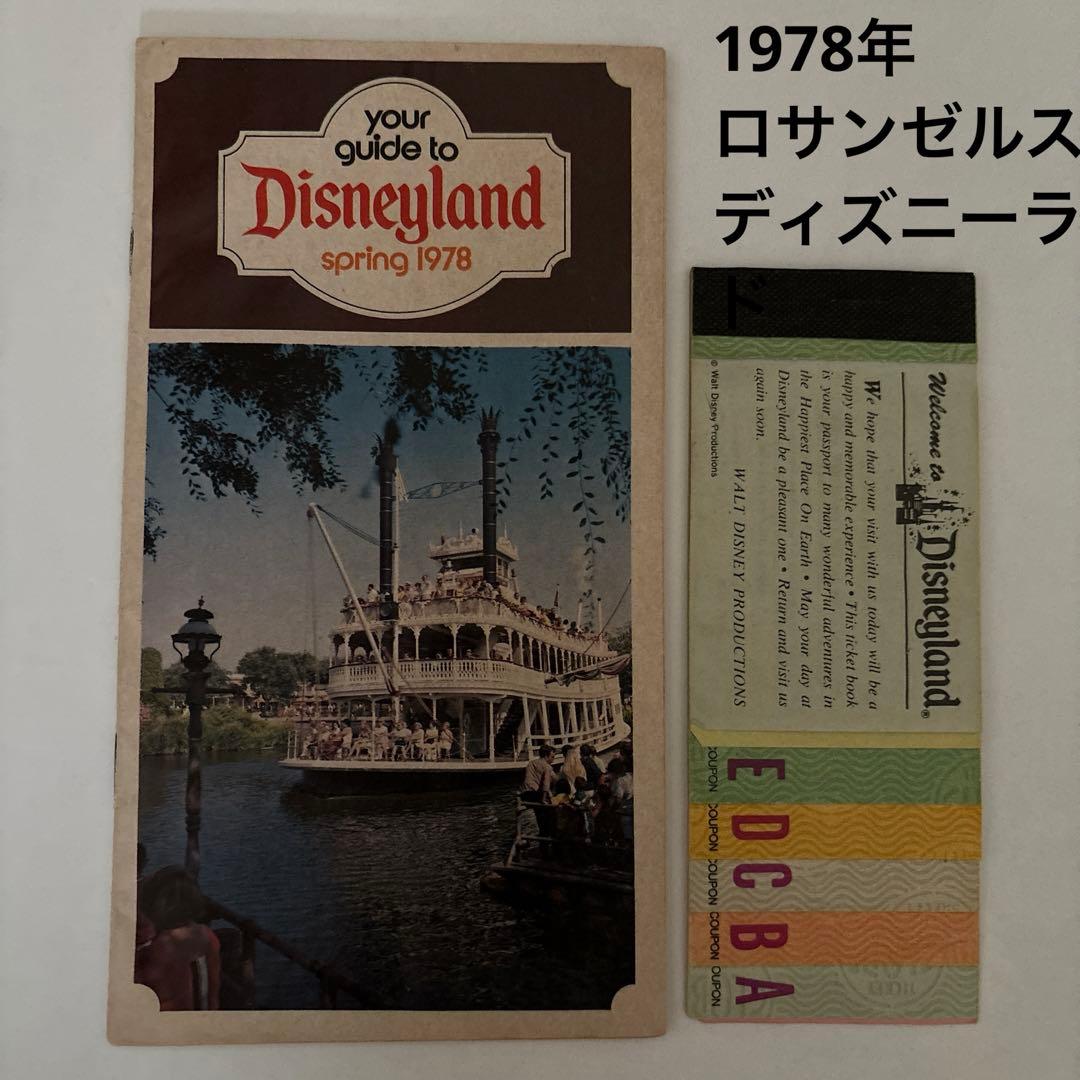 your
guide to
Disneyland
spring 1978
1978年
ロサンゼルス
ディズニーラ
ド
Welcome to
Disneyland®
We hope that your visit with us today will be a
happy and memorable experience • This ticket book
is your passport to many wonderful adventures in
the Happiest Place On Earth • May your day at
Disneyland be a pleasant one • Return and visit us
again soon.
WALT DISNEY PRODUCTIONS
© Walt Disney Productions
E
COUPON
D
COUPON
C
COUPON
B
COUPON
A
OUPON